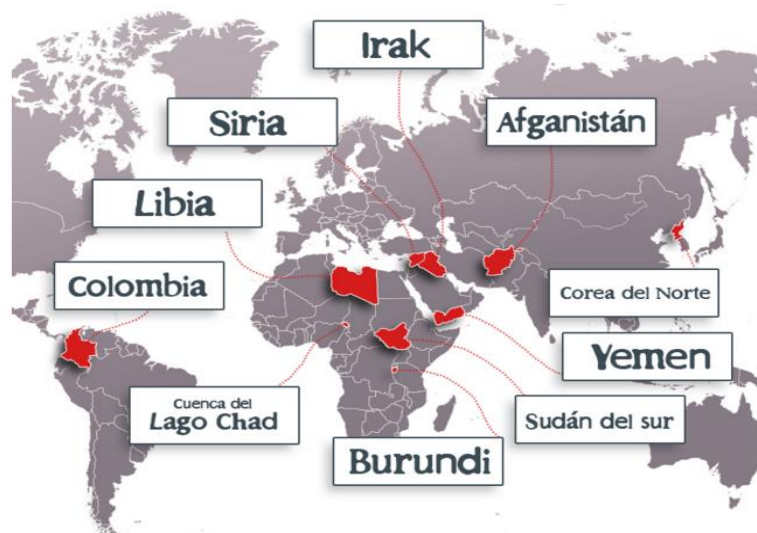 Irak
Siria
Afganistán
Libia
Colombia
Corea del Norte
Yemen
Cuenca del
Lago Chad
Sudán del sur
Burundi